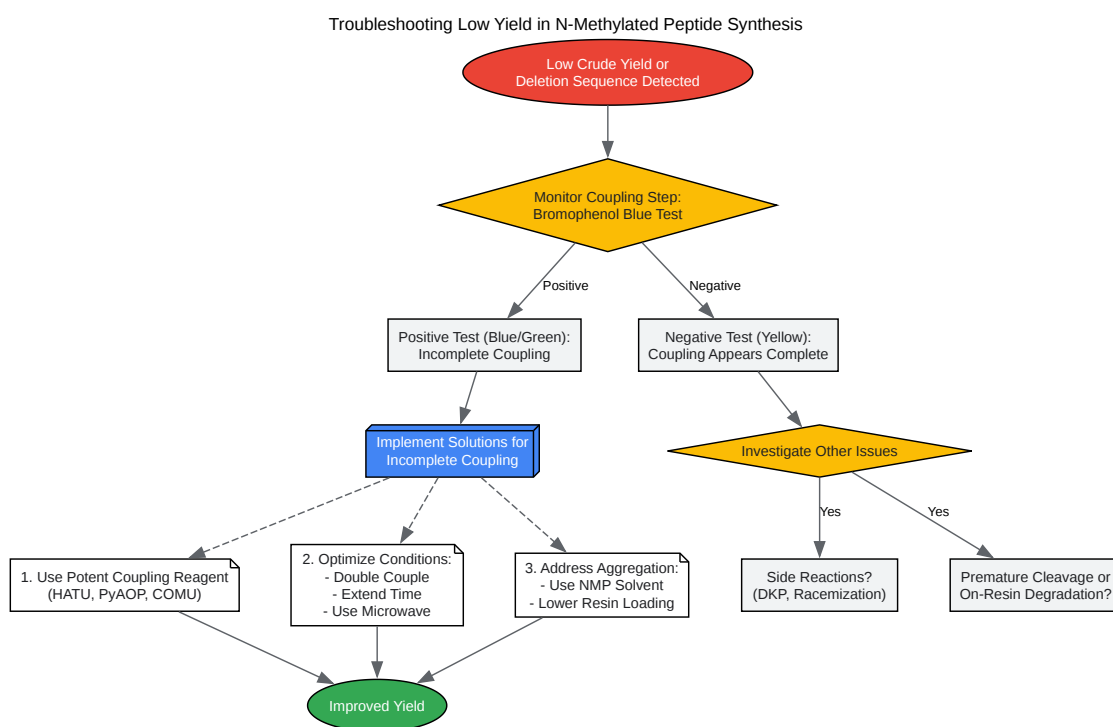 Troubleshooting Low Yield in N-Methylated Peptide Synthesis
Low Crude Yield or
Deletion Sequence Detected
Monitor Coupling Step:
Bromophenol Blue Test
Positive
Negative
Positive Test (Blue/Green):
Incomplete Coupling
Negative Test (Yellow):
Coupling Appears Complete
Implement Solutions for
Incomplete Coupling
Investigate Other Issues
Yes
Yes
1. Use Potent Coupling Reagent
(HATU, PyAOP, COMU)
2. Optimize Conditions:
- Double Couple
- Extend Time
- Use Microwave
3. Address Aggregation:
- Use NMP Solvent
- Lower Resin Loading
Side Reactions?
(DKP, Racemization)
Premature Cleavage or
On-Resin Degradation?
Improved Yield